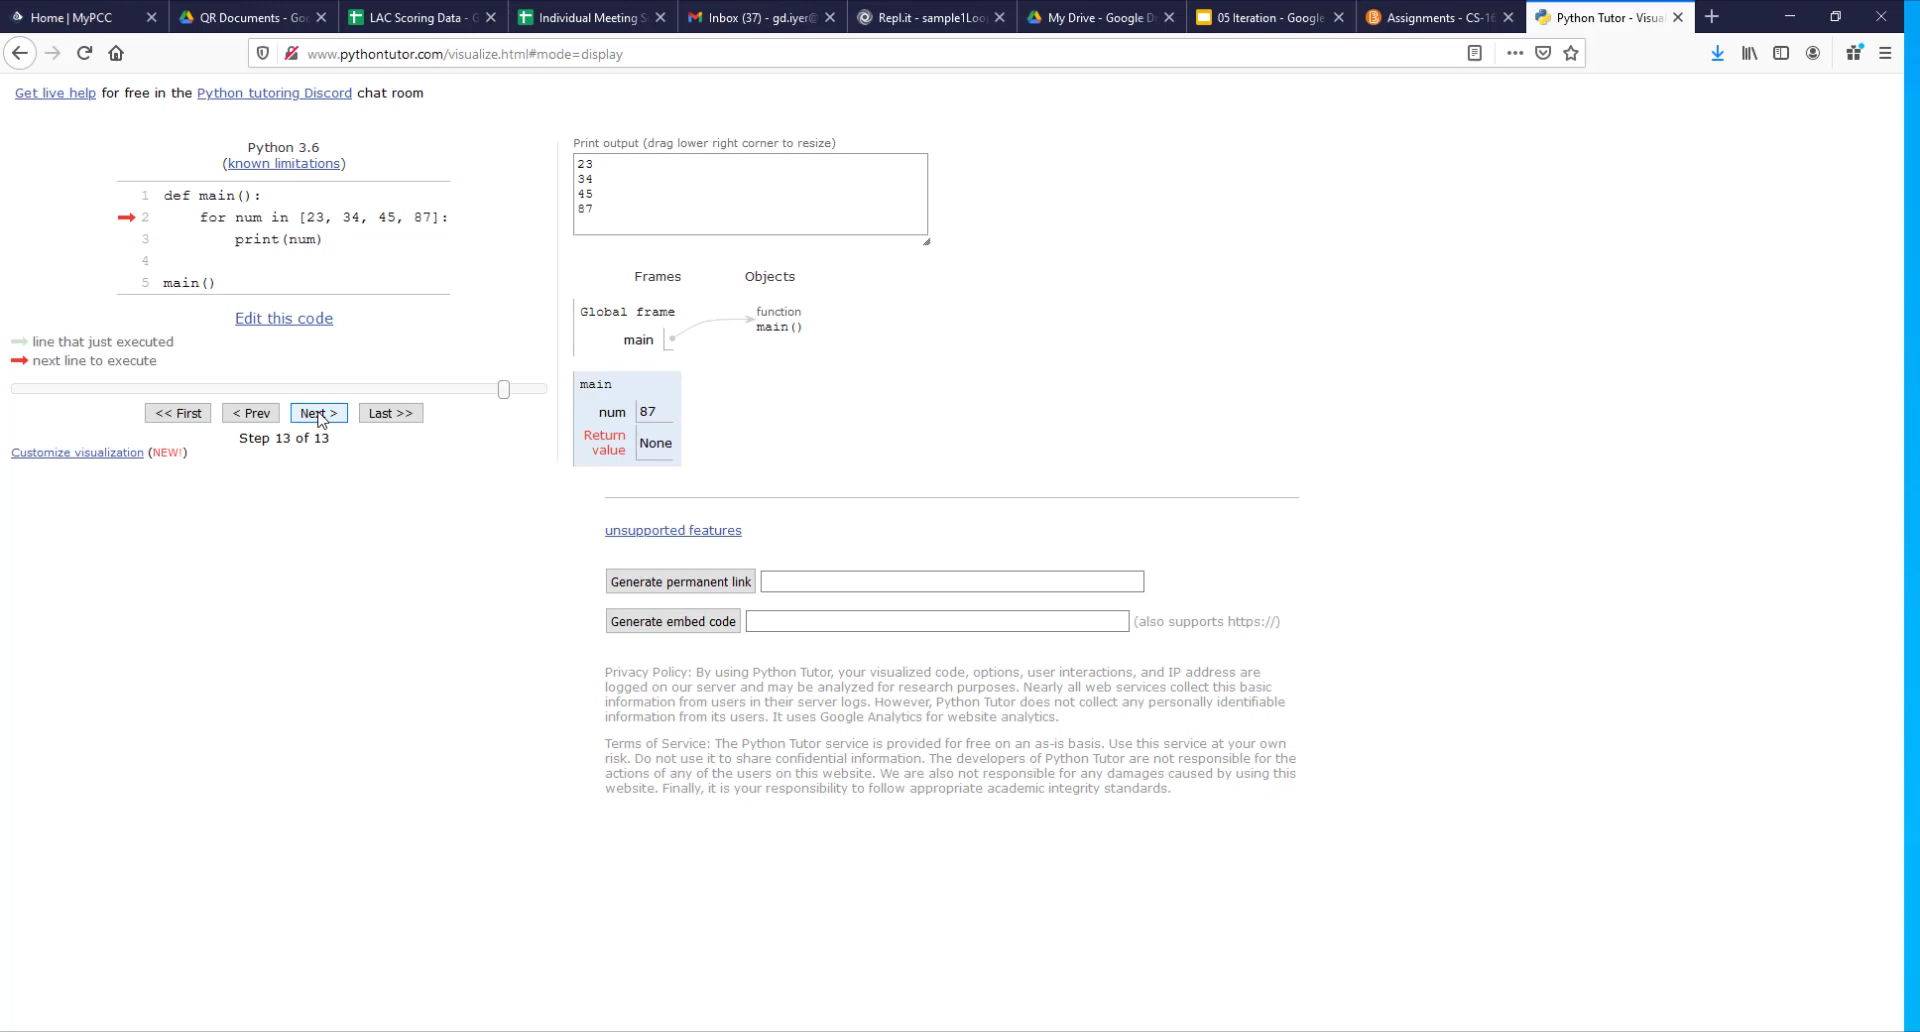 Home | MyPCC
QR Documents - Goo
LAC Scoring Data - G
Individual Meeting S
Inbox (37) - gd.iyer@
Repl.it - sample1Loo
My Drive - Google D
05 Iteration - Google
Assignments - CS-16
Python Tutor - Visua
www.pythontutor.com/visualize.html#mode=display
Get live help for free in the Python tutoring Discord chat room
Python 3.6
(known limitations)
1 def main():
2 for num in [23, 34, 45, 87]:
3 print(num)
4
5 main()
Edit this code
line that just executed
next line to execute
<< First
< Prev
Next >
Last >>
Step 13 of 13
Customize visualization (NEW!)
Print output (drag lower right corner to resize)
23
34
45
87
Frames
Objects
Global frame
main
function
main()
main
num 87
Return
value
None
unsupported features
Generate permanent link
Generate embed code
(also supports https://)
Privacy Policy: By using Python Tutor, your visualized code, options, user interactions, and IP address are
logged on our server and may be analyzed for research purposes. Nearly all web services collect this basic
information from users in their server logs. However, Python Tutor does not collect any personally identifiable
information from its users. It uses Google Analytics for website analytics.
Terms of Service: The Python Tutor service is provided for free on an as-is basis. Use this service at your own
risk. Do not use it to share confidential information. The developers of Python Tutor are not responsible for the
actions of any of the users on this website. We are also not responsible for any damages caused by using this
website. Finally, it is your responsibility to follow appropriate academic integrity standards.